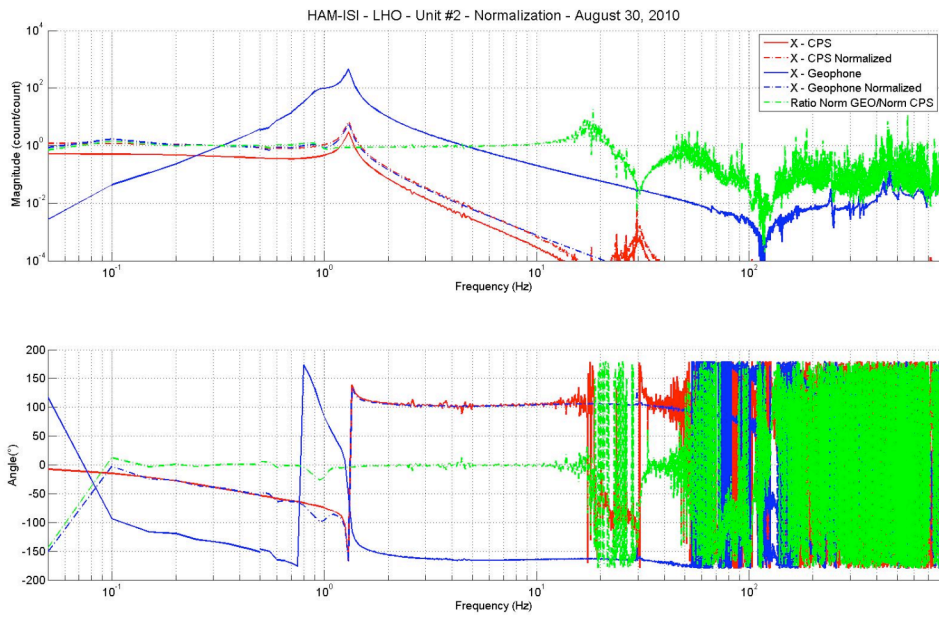 HAM-ISI - LHO - Unit #2 - Normalization - August 30, 2010
10^4
10^2
10^0
10^-2
10^-4
Magnitude (count/count)
X - CPS
X - CPS Normalized
X - Geophone
X - Geophone Normalized
Ratio Norm GEO/Norm CPS
10^-1
10^0
10^1
10^2
Frequency (Hz)
200
150
100
50
0
-50
-100
-150
-200
Angle(°)
10^-1
10^0
10^1
10^2
Frequency (Hz)